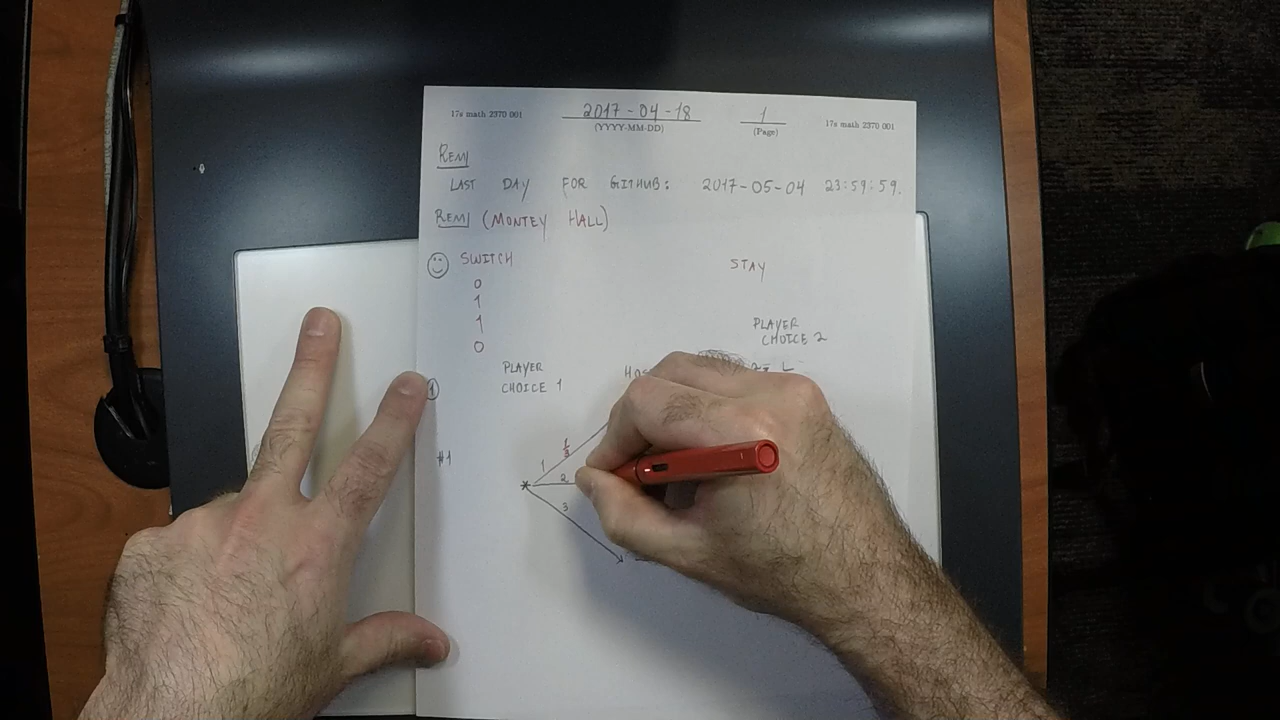 17s math 2370 001 2017-04-18 1 17s math 2370 001
(YYYY-MM-DD) (Page)
REM
LAST DAY FOR GITHUB: 2017-05-04 23:59:59.
REM (MONTEY HALL)
SWITCH STAY
0
1
1
0
PLAYER
CHOICE 2
PLAYER
CHOICE 1
1
#1
1 1/3
2
3